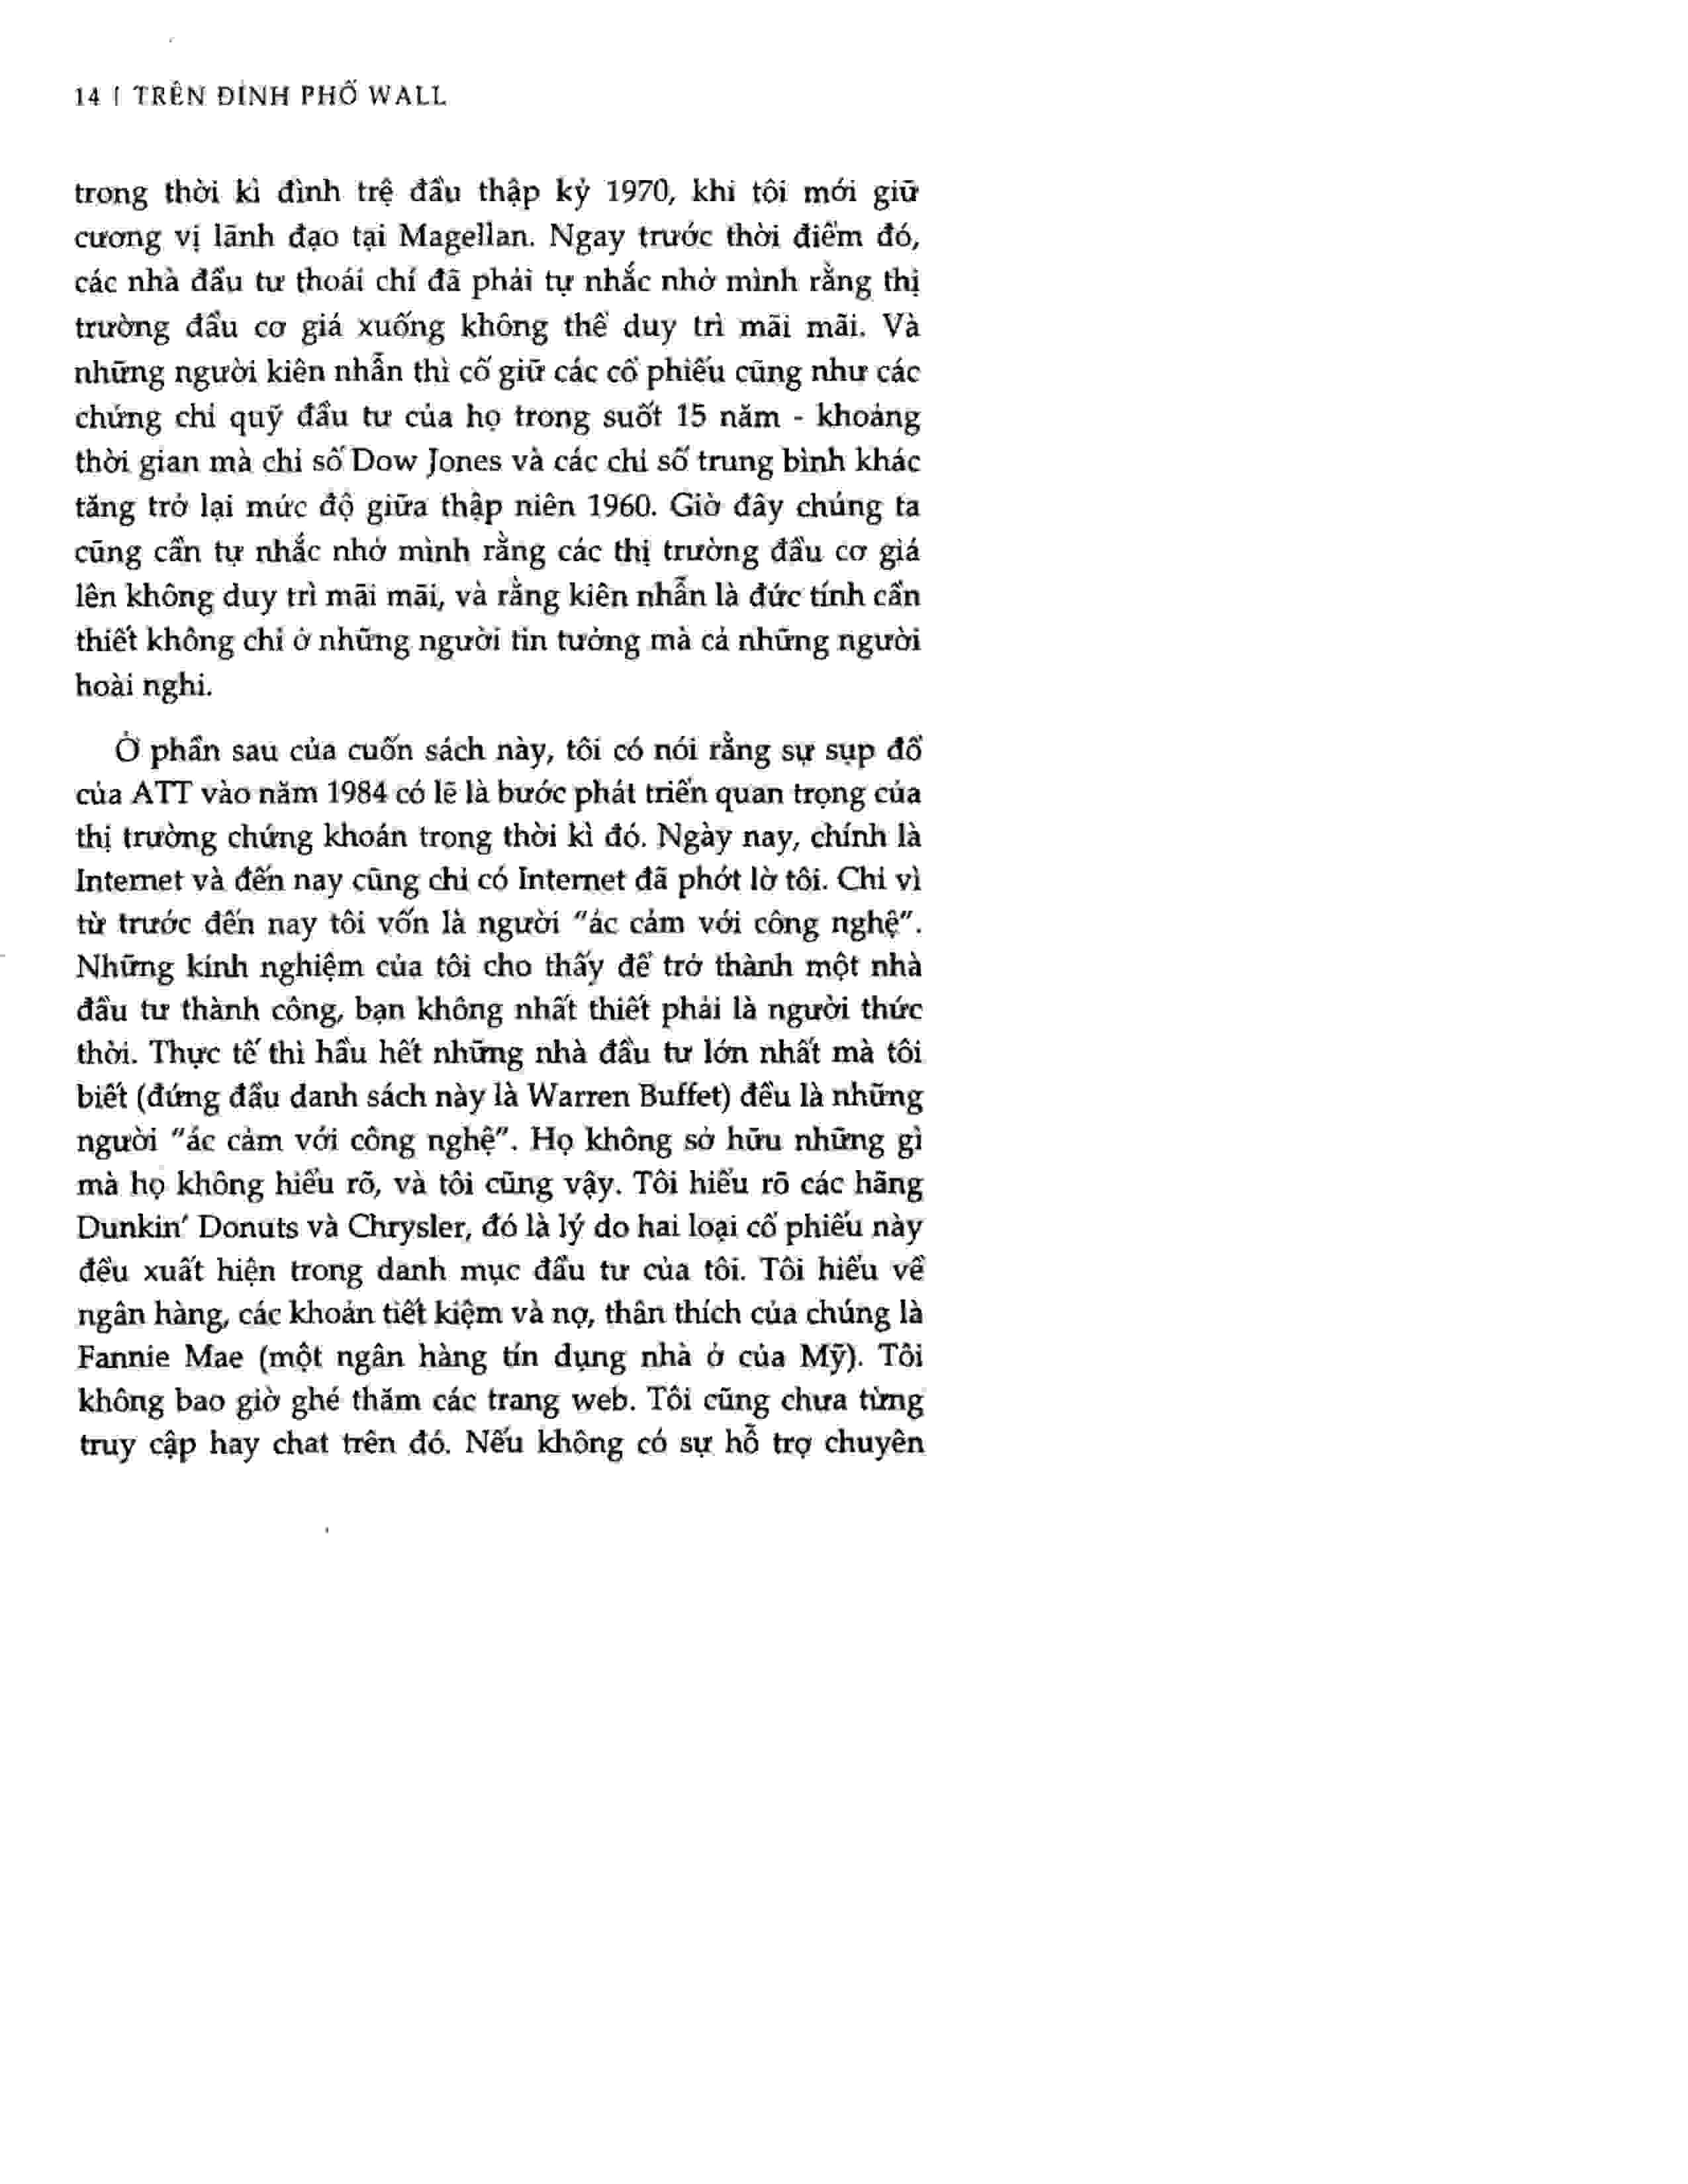 14 | TRÊN ĐỈNH PHỐ WALL
trong thời kì đình trệ đầu thập kỷ 1970, khi tôi mới giữ
cương vị lãnh đạo tại Magellan. Ngay trước thời điểm đó,
các nhà đầu tư thoái chí đã phải tự nhắc nhở mình rằng thị
trường đầu cơ giá xuống không thể duy trì mãi mãi. Và
những người kiên nhẫn thì cố giữ các cổ phiếu cũng như các
chứng chỉ quỹ đầu tư của họ trong suốt 15 năm - khoảng
thời gian mà chỉ số Dow Jones và các chỉ số trung bình khác
tăng trở lại mức độ giữa thập niên 1960. Giờ đây chúng ta
cũng cần tự nhắc nhở mình rằng các thị trường đầu cơ giá
lên không duy trì mãi mãi, và rằng kiên nhẫn là đức tính cần
thiết không chỉ ở những người tin tưởng mà cả những người
hoài nghi.
Ở phần sau của cuốn sách này, tôi có nói rằng sự sụp đổ
của ATT vào năm 1984 có lẽ là bước phát triển quan trọng của
thị trường chứng khoán trong thời kì đó. Ngày nay, chính là
Internet và đến nay cũng chỉ có Internet đã phớt lờ tôi. Chỉ vì
từ trước đến nay tôi vốn là người "ác cảm với công nghệ".
Những kinh nghiệm của tôi cho thấy để trở thành một nhà
đầu tư thành công, bạn không nhất thiết phải là người thức
thời. Thực tế thì hầu hết những nhà đầu tư lớn nhất mà tôi
biết (đứng đầu danh sách này là Warren Buffet) đều là những
người "ác cảm với công nghệ". Họ không sở hữu những gì
mà họ không hiểu rõ, và tôi cũng vậy. Tôi hiểu rõ các hãng
Dunkin' Donuts và Chrysler, đó là lý do hai loại cổ phiếu này
đều xuất hiện trong danh mục đầu tư của tôi. Tôi hiểu về
ngân hàng, các khoản tiết kiệm và nợ, thân thích của chúng là
Fannie Mae (một ngân hàng tín dụng nhà ở của Mỹ). Tôi
không bao giờ ghé thăm các trang web. Tôi cũng chưa từng
truy cập hay chat trên đó. Nếu không có sự hỗ trợ chuyên